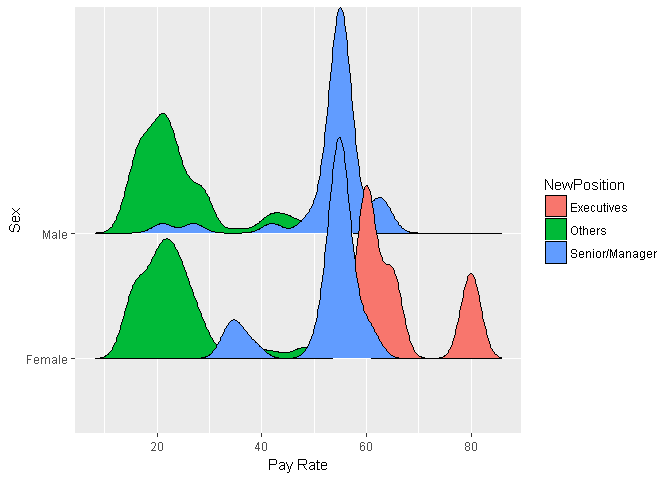 Sex
Male
Female
20 40 60 80
Pay Rate
NewPosition
Executives
Others
Senior/Manager